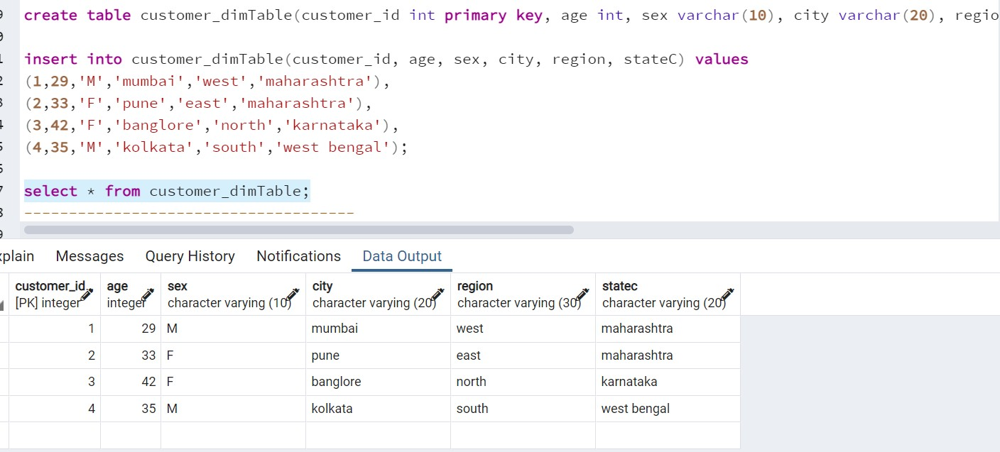 create table customer_dimTable(customer_id int primary key, age int, sex varchar(10), city varchar(20), regio
insert into customer_dimTable(customer_id, age, sex, city, region, stateC) values
(1,29,'M','mumbai','west','maharashtra'),
(2,33,'F','pune','east','maharashtra'),
(3,42,'F','banglore','north','karnataka'),
(4,35,'M','kolkata','south','west bengal');
select * from customer_dimTable;
-------------------------------------
xplain Messages Query History Notifications Data Output
customer_id age sex city region statec
[PK] integer integer character varying (10) character varying (20) character varying (30) character varying (20)
1 29 M mumbai west maharashtra
2 33 F pune east maharashtra
3 42 F banglore north karnataka
4 35 M kolkata south west bengal